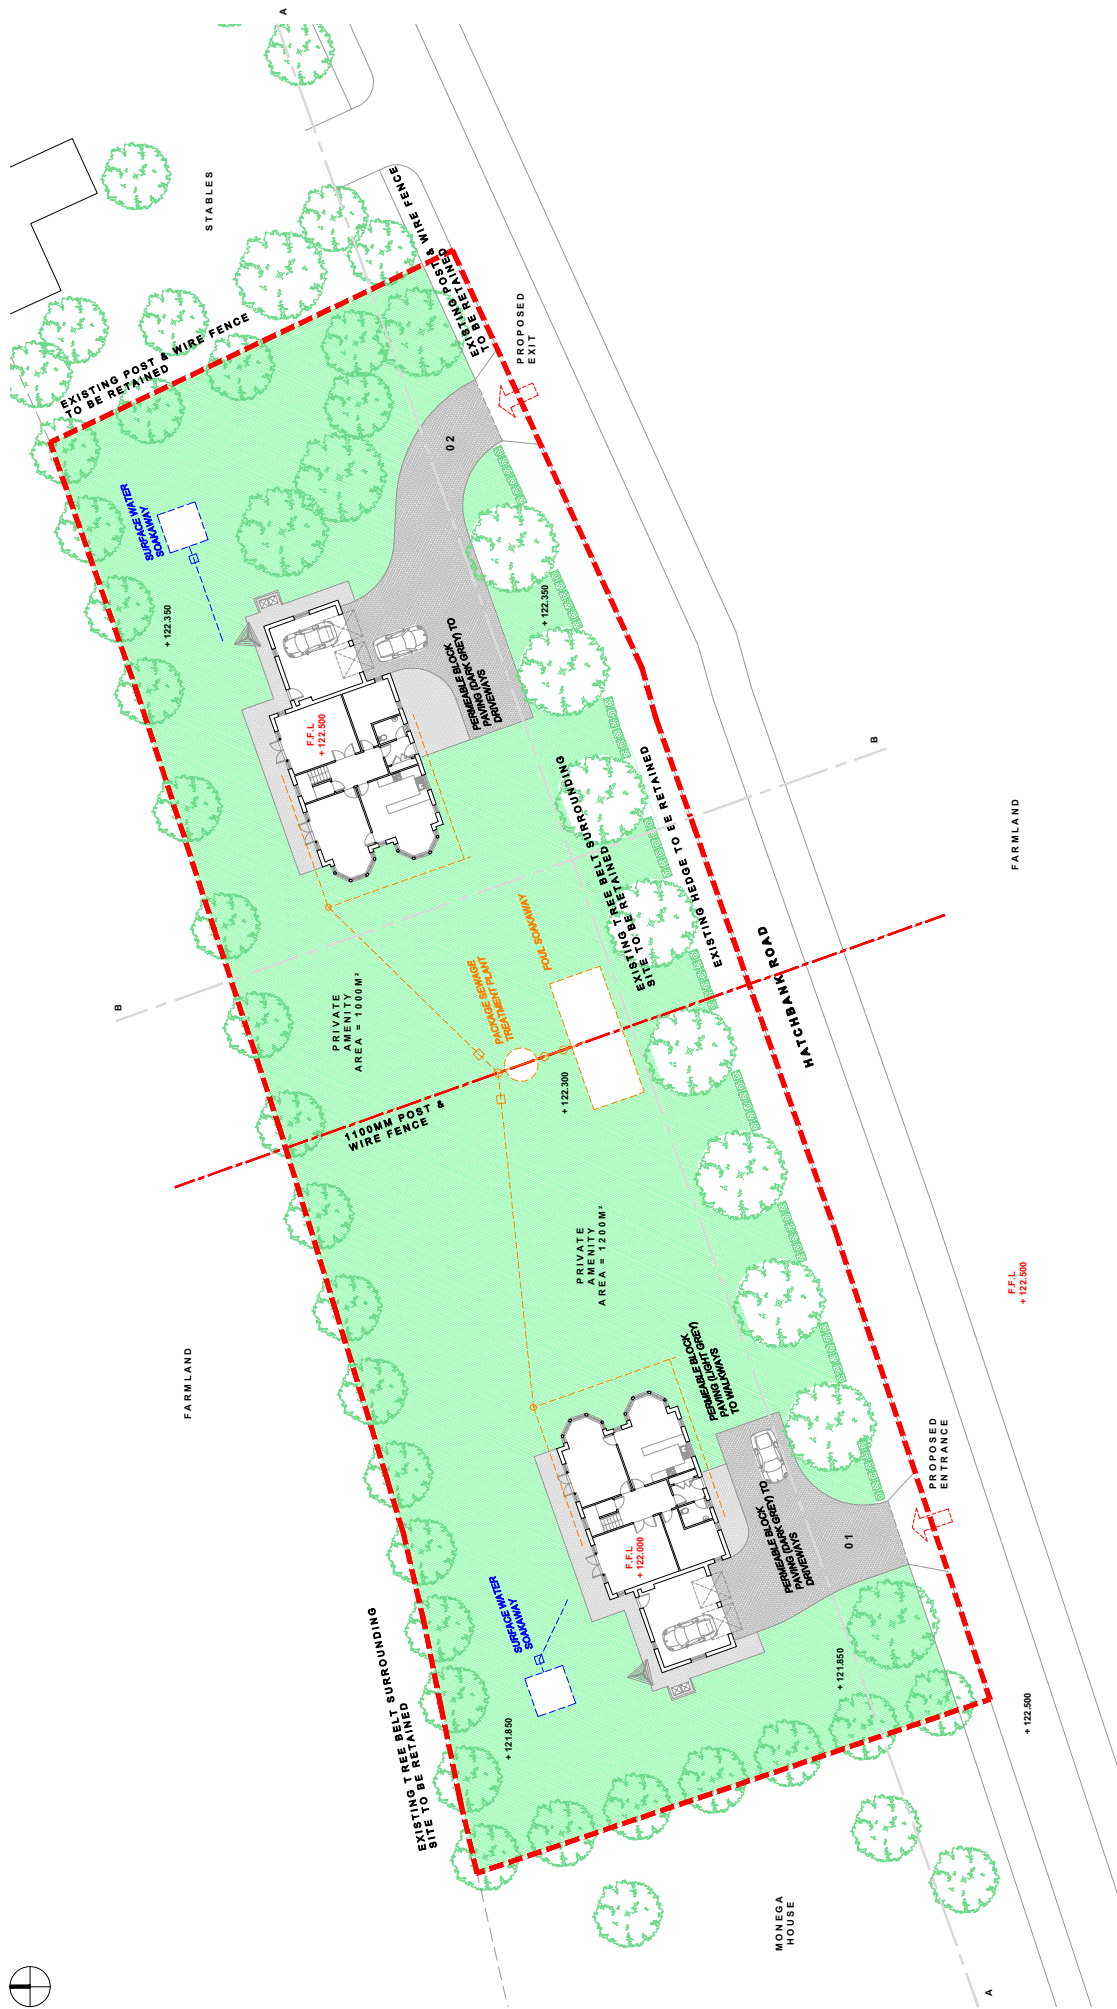 A
STABLES
EXISTING POST & WIRE FENCE
TO BE RETAINED
EXISTING POST & WIRE FENCE
TO BE RETAINED
PROPOSED
EXIT
02
SURFACE WATER
SOAKAWAY
+ 122.350
+ 122.350
PERMEABLE BLOCK
PAVING (DARK GREY) TO
DRIVEWAYS
F.F.L
+ 122.500
B
EXISTING TREE BELT SURROUNDING
SITE TO BE RETAINED
EXISTING HEDGE TO EE RETAINED
FARMLAND
HATCHBANK ROAD
FOUL SOAKAWAY
PACKAGE SEWAGE
TREATMENT PLANT
B
PRIVATE
AMENITY
AREA = 1000M²
+ 122.300
1100MM POST &
WIRE FENCE
PRIVATE
AMENITY
AREA = 1200M²
F.F.L
+ 122.500
FARMLAND
PERMEABLE BLOCK
PAVING (LIGHT GREY)
TO WALKWAYS
PROPOSED
ENTRANCE
PERMEABLE BLOCK
PAVING (DARK GREY) TO
DRIVEWAYS
01
F.F.L
+ 122.000
SURFACE WATER
SOAKAWAY
+ 121.850
+ 121.850
+ 122.500
EXISTING TREE BELT SURROUNDING
SITE TO BE RETAINED
MONEGA
HOUSE
A